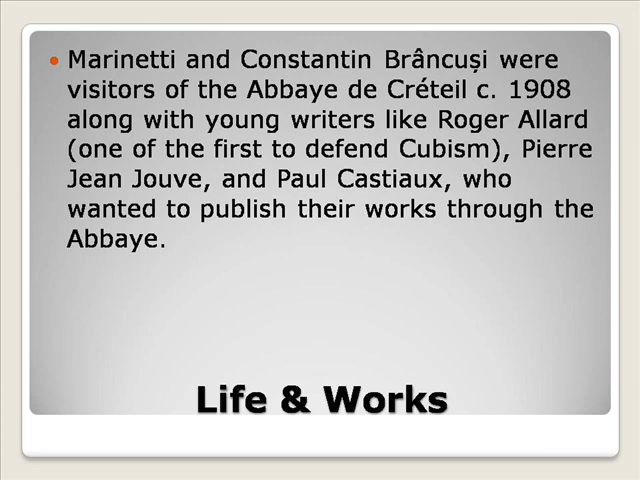 Marinetti and Constantin Brâncuși were
visitors of the Abbaye de Créteil c. 1908
along with young writers like Roger Allard
(one of the first to defend Cubism), Pierre
Jean Jouve, and Paul Castiaux, who
wanted to publish their works through the
Abbaye.
Life & Works